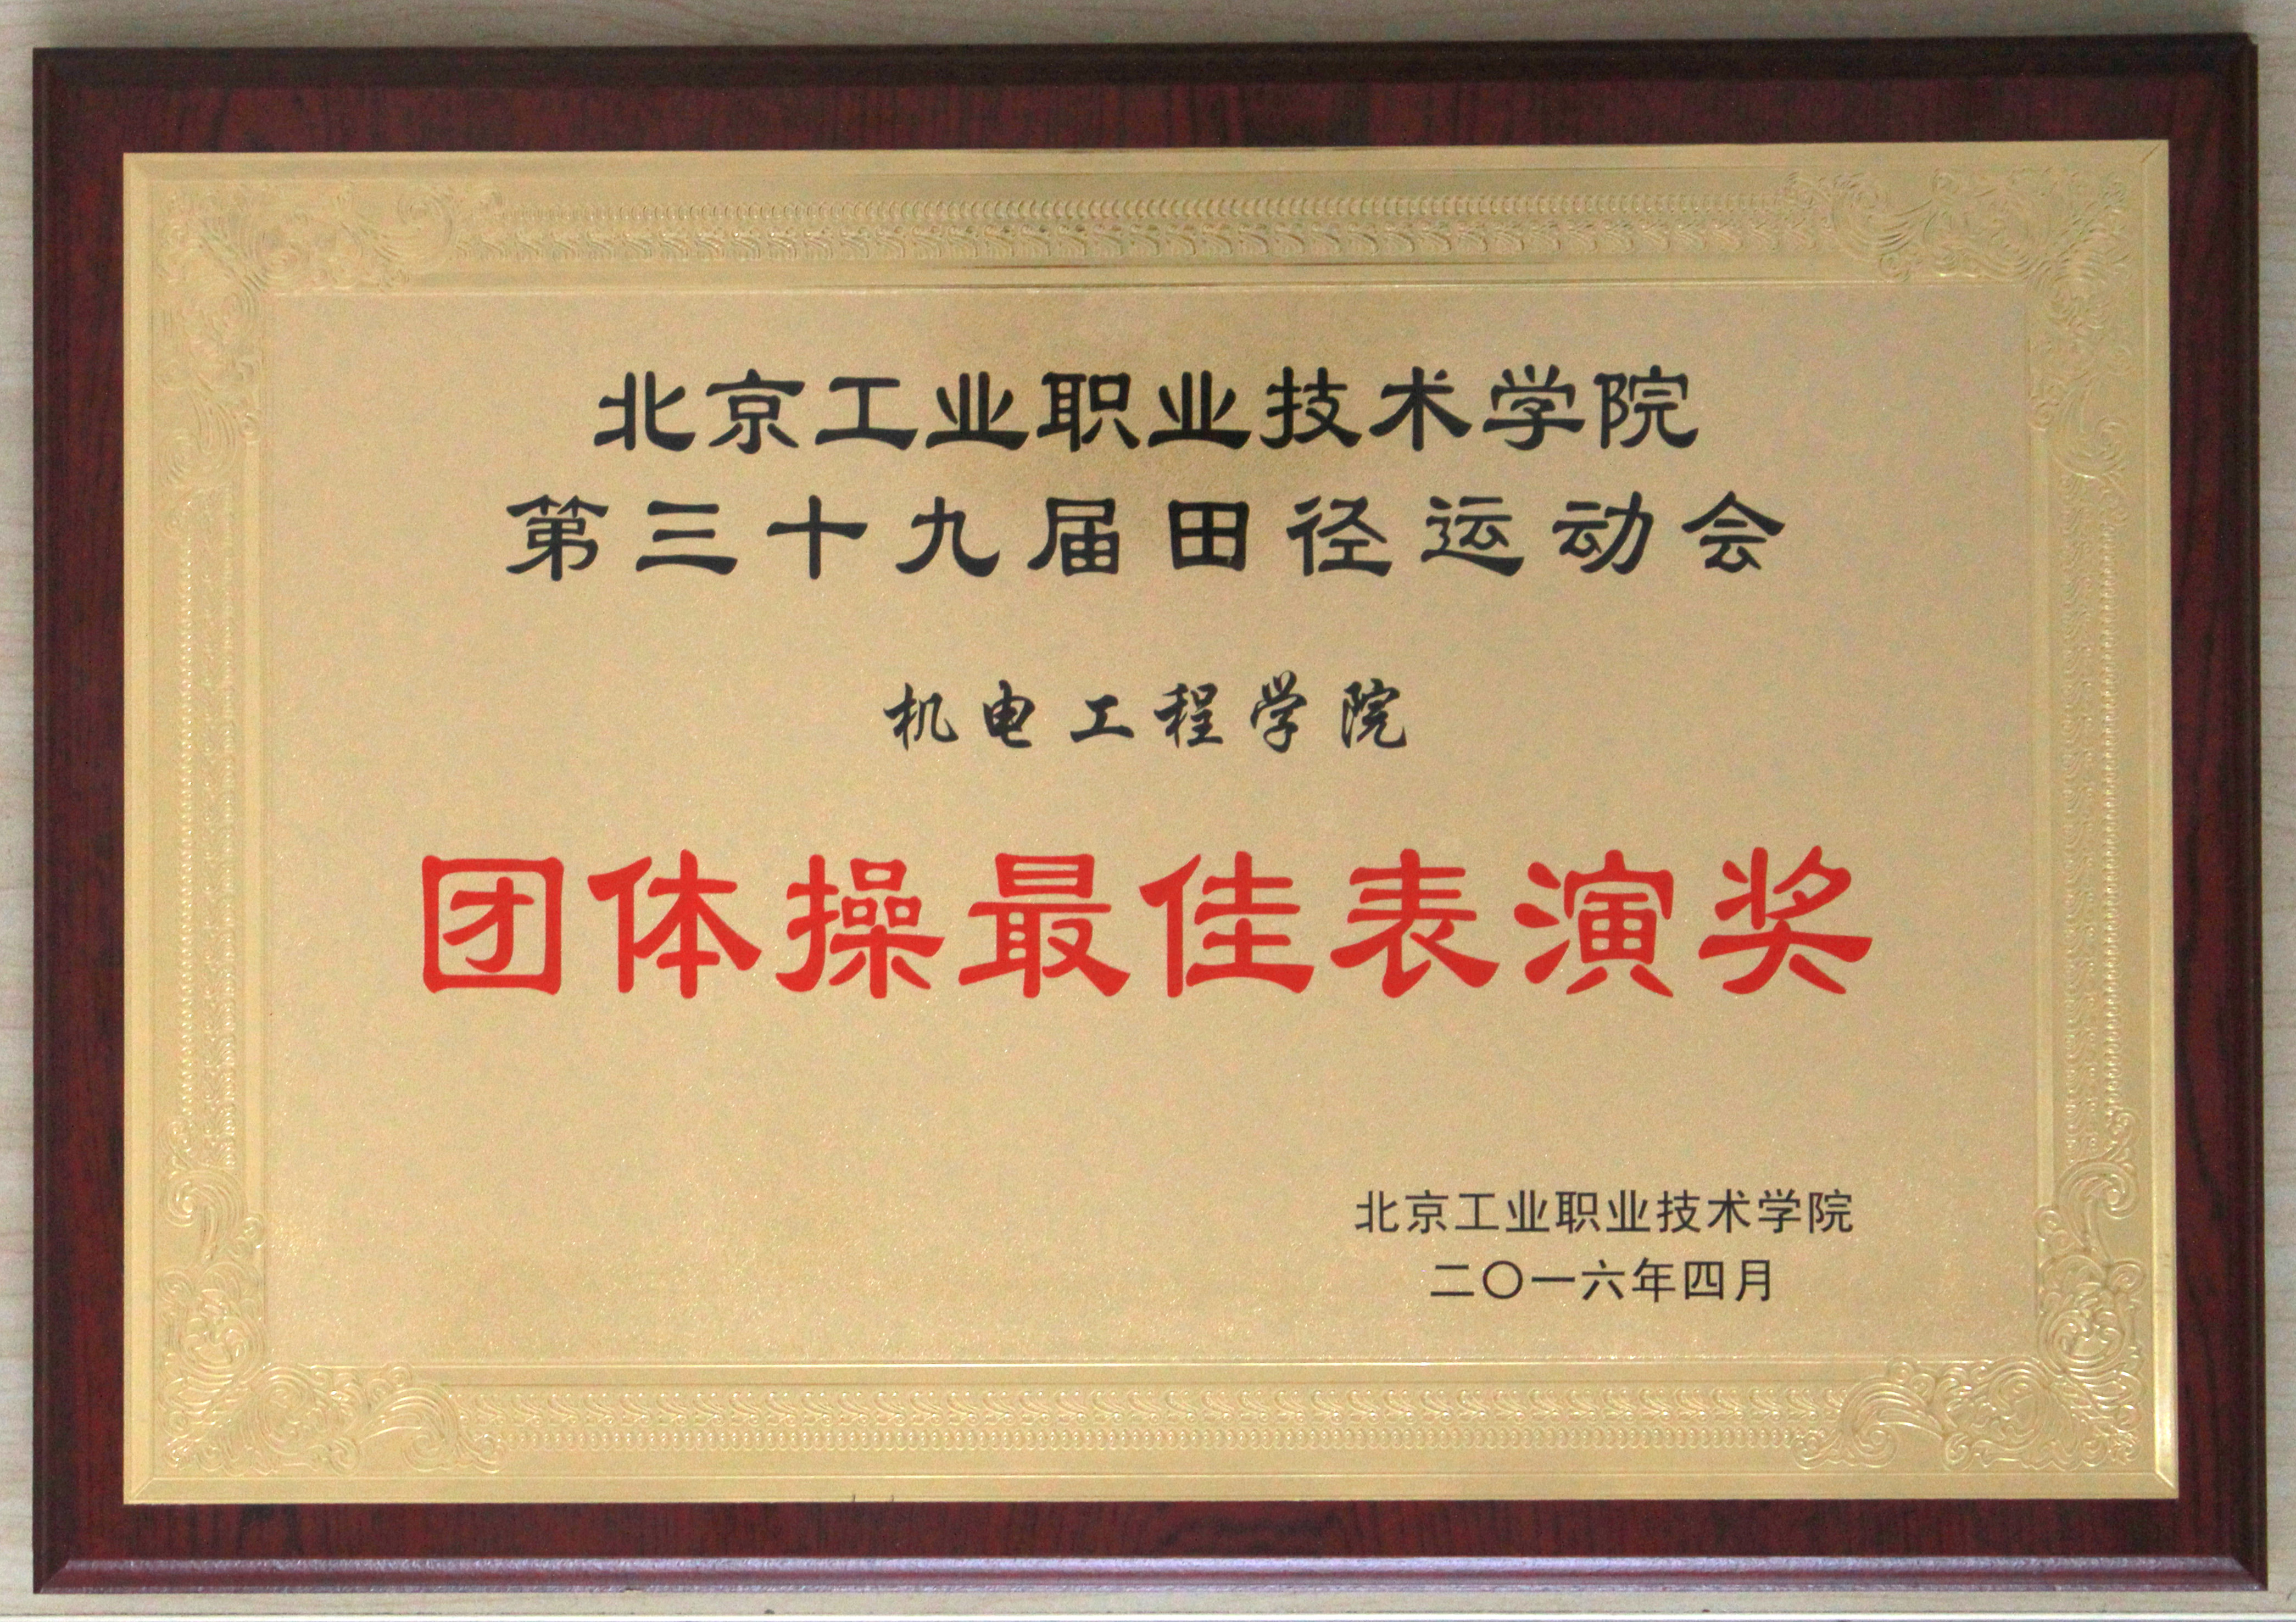 北京工业职业技术学院
第三十九届田径运动会
机电工程学院
团体操最佳表演奖
北京工业职业技术学院
二〇一六年四月